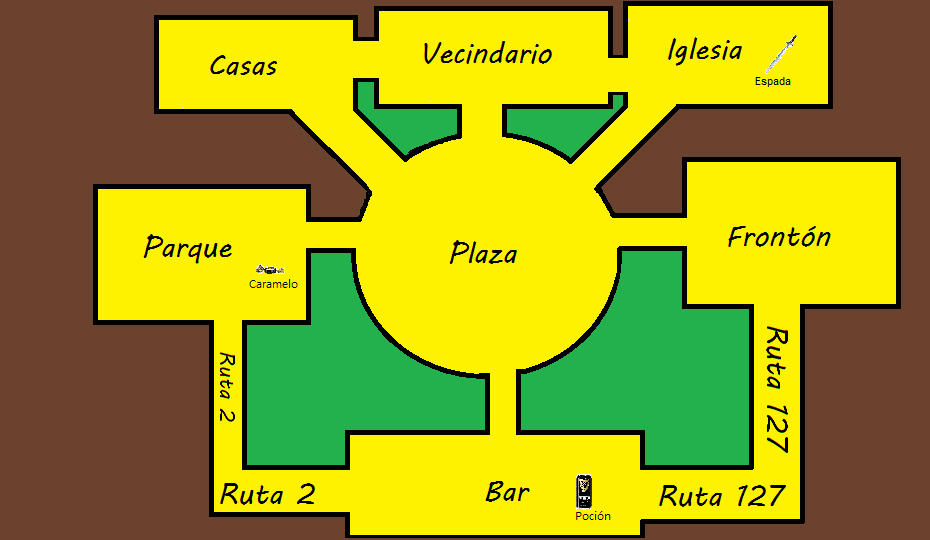 Casas
Vecindario
Iglesia
Espada
Parque
Caramelo
Plaza
Frontón
Ruta 2
Ruta 127
Ruta 2
Bar
Poción
Ruta 127